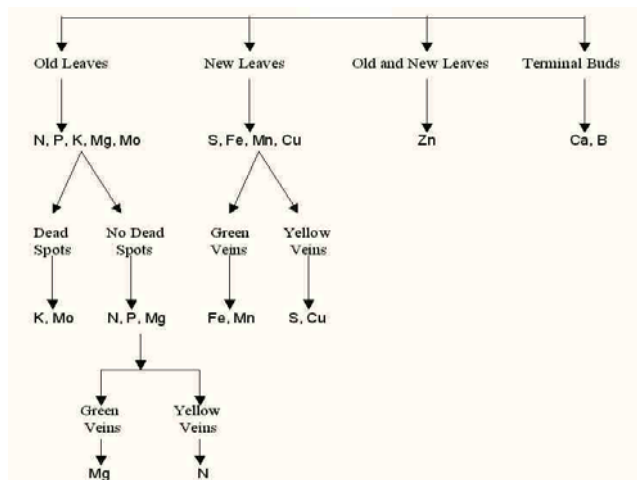 Old Leaves New Leaves Old and New Leaves Terminal Buds
N, P, K, Mg, Mo S, Fe, Mn, Cu Zn Ca, B
Dead No Dead Green Yellow
Spots Spots Veins Veins
K, Mo N, P, Mg Fe, Mn S, Cu
Green Yellow
Veins Veins
Mg N